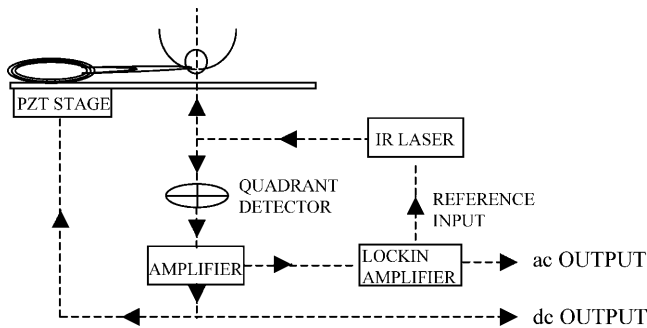 PZT STAGE
IR LASER
QUADRANT
DETECTOR
REFERENCE
INPUT
AMPLIFIER
LOCKIN
AMPLIFIER
ac OUTPUT
dc OUTPUT